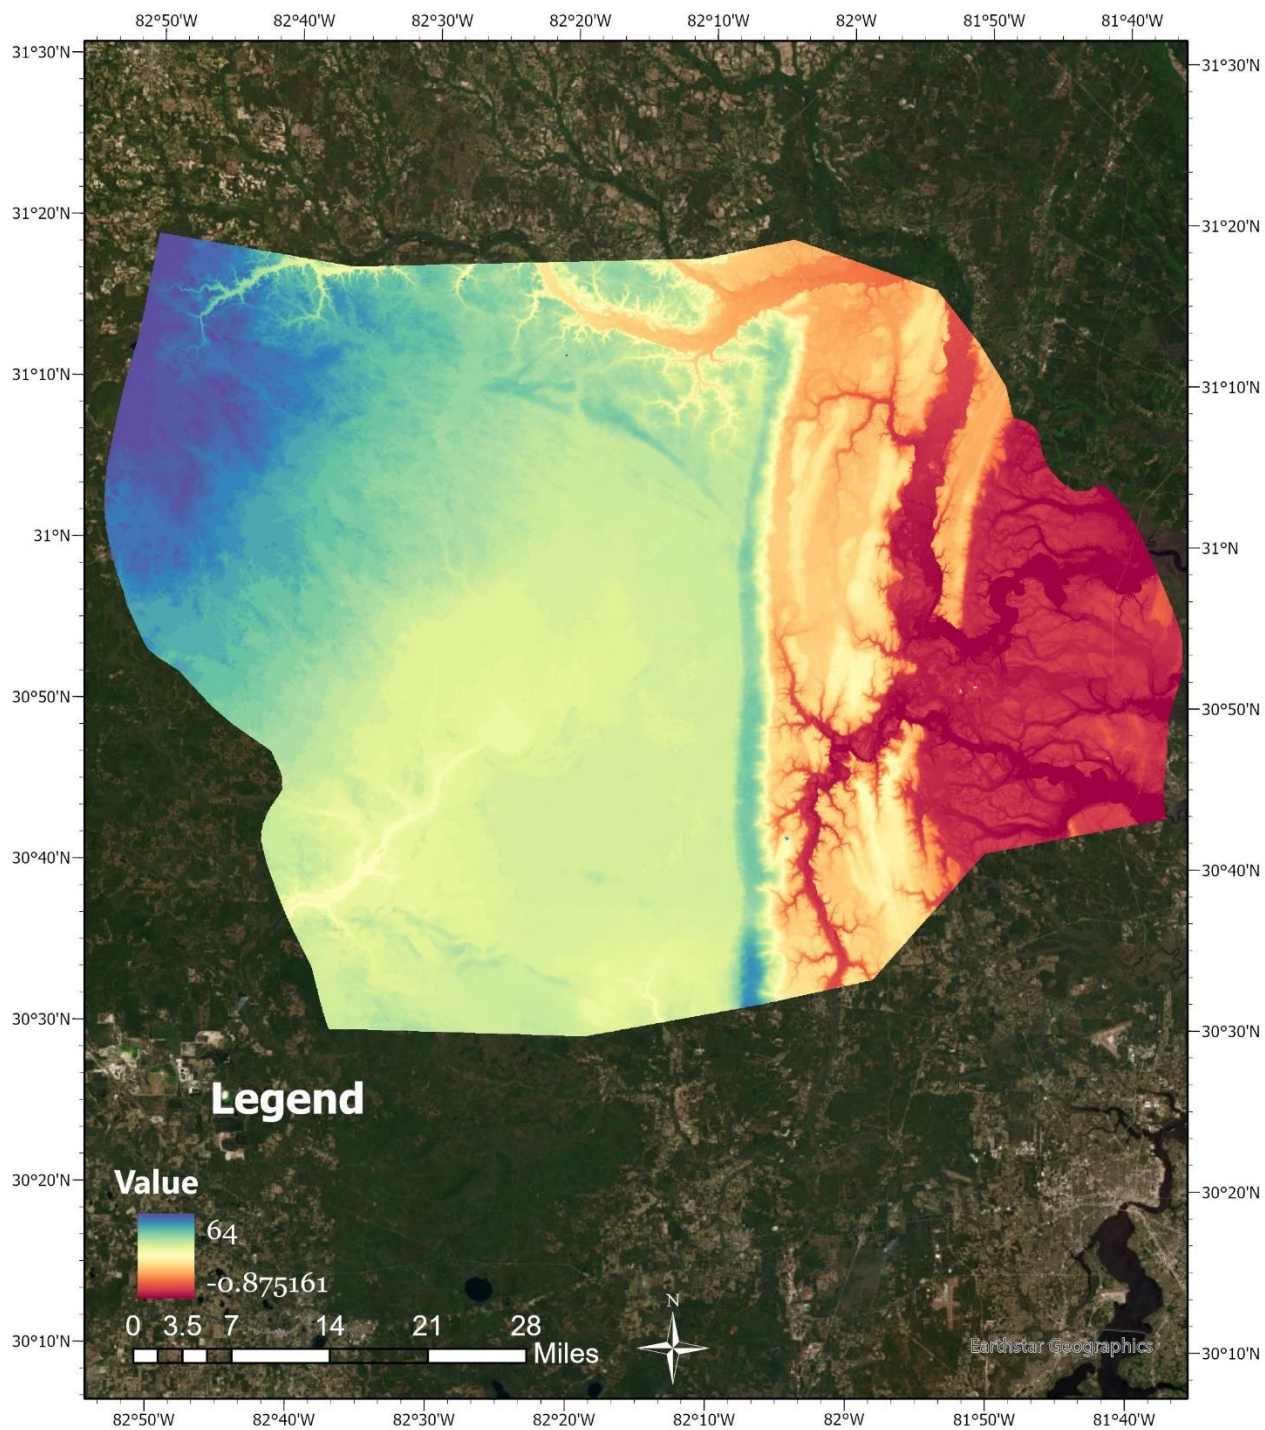 82°50'W 82°40'W 82°30'W 82°20'W 82°10'W 82°W 81°50'W 81°40'W
31°30'N 31°30'N
31°20'N 31°20'N
31°10'N 31°10'N
31°N 31°N
30°50'N 30°50'N
30°40'N 30°40'N
30°30'N 30°30'N
Legend
30°20'N 30°20'N
Value
64
-0.875161
0 3.5 7 14 21 28
Miles
N
30°10'N 30°10'N
Earthstar Geographics
82°50'W 82°40'W 82°30'W 82°20'W 82°10'W 82°W 81°50'W 81°40'W